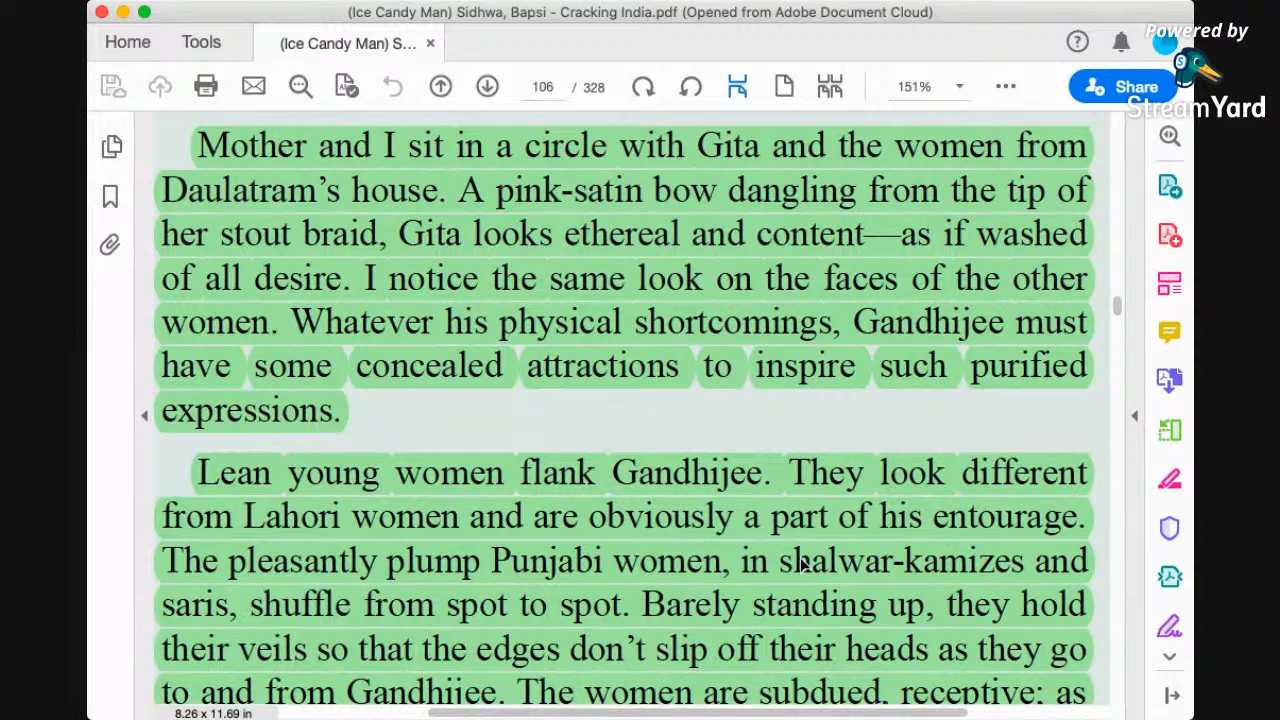 (Ice Candy Man) Sidhwa, Bapsi - Cracking India.pdf (Opened from Adobe Document Cloud)
Powered by
StreamYard
Home Tools (Ice Candy Man) S... ×
106 / 328 151% Share
Mother and I sit in a circle with Gita and the women from
Daulatram’s house. A pink-satin bow dangling from the tip of
her stout braid, Gita looks ethereal and content—as if washed
of all desire. I notice the same look on the faces of the other
women. Whatever his physical shortcomings, Gandhijee must
have some concealed attractions to inspire such purified
expressions.
Lean young women flank Gandhijee. They look different
from Lahori women and are obviously a part of his entourage.
The pleasantly plump Punjabi women, in shalwar-kamizes and
saris, shuffle from spot to spot. Barely standing up, they hold
their veils so that the edges don’t slip off their heads as they go
to and from Gandhijee. The women are subdued, receptive; as
8.26 x 11.69 in